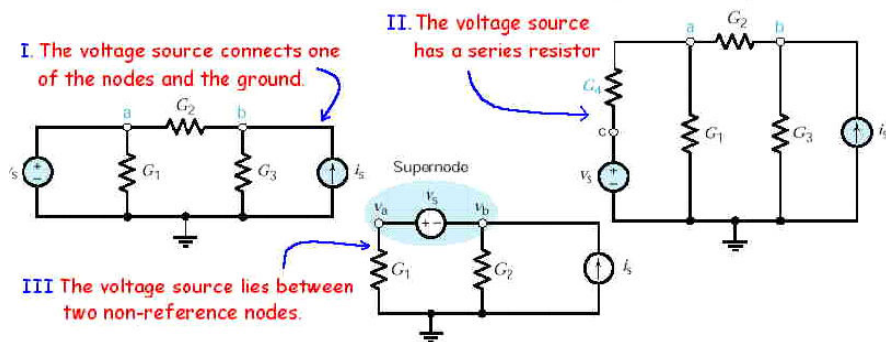 I. The voltage source connects one
of the nodes and the ground.
a
G2
b
G1
G3
is
II. The voltage source
has a series resistor
a
G2
b
G4
c
G1
G3
vs
Supernode
va
vs
vb
G1
G2
is
III The voltage source lies between
two non-reference nodes.